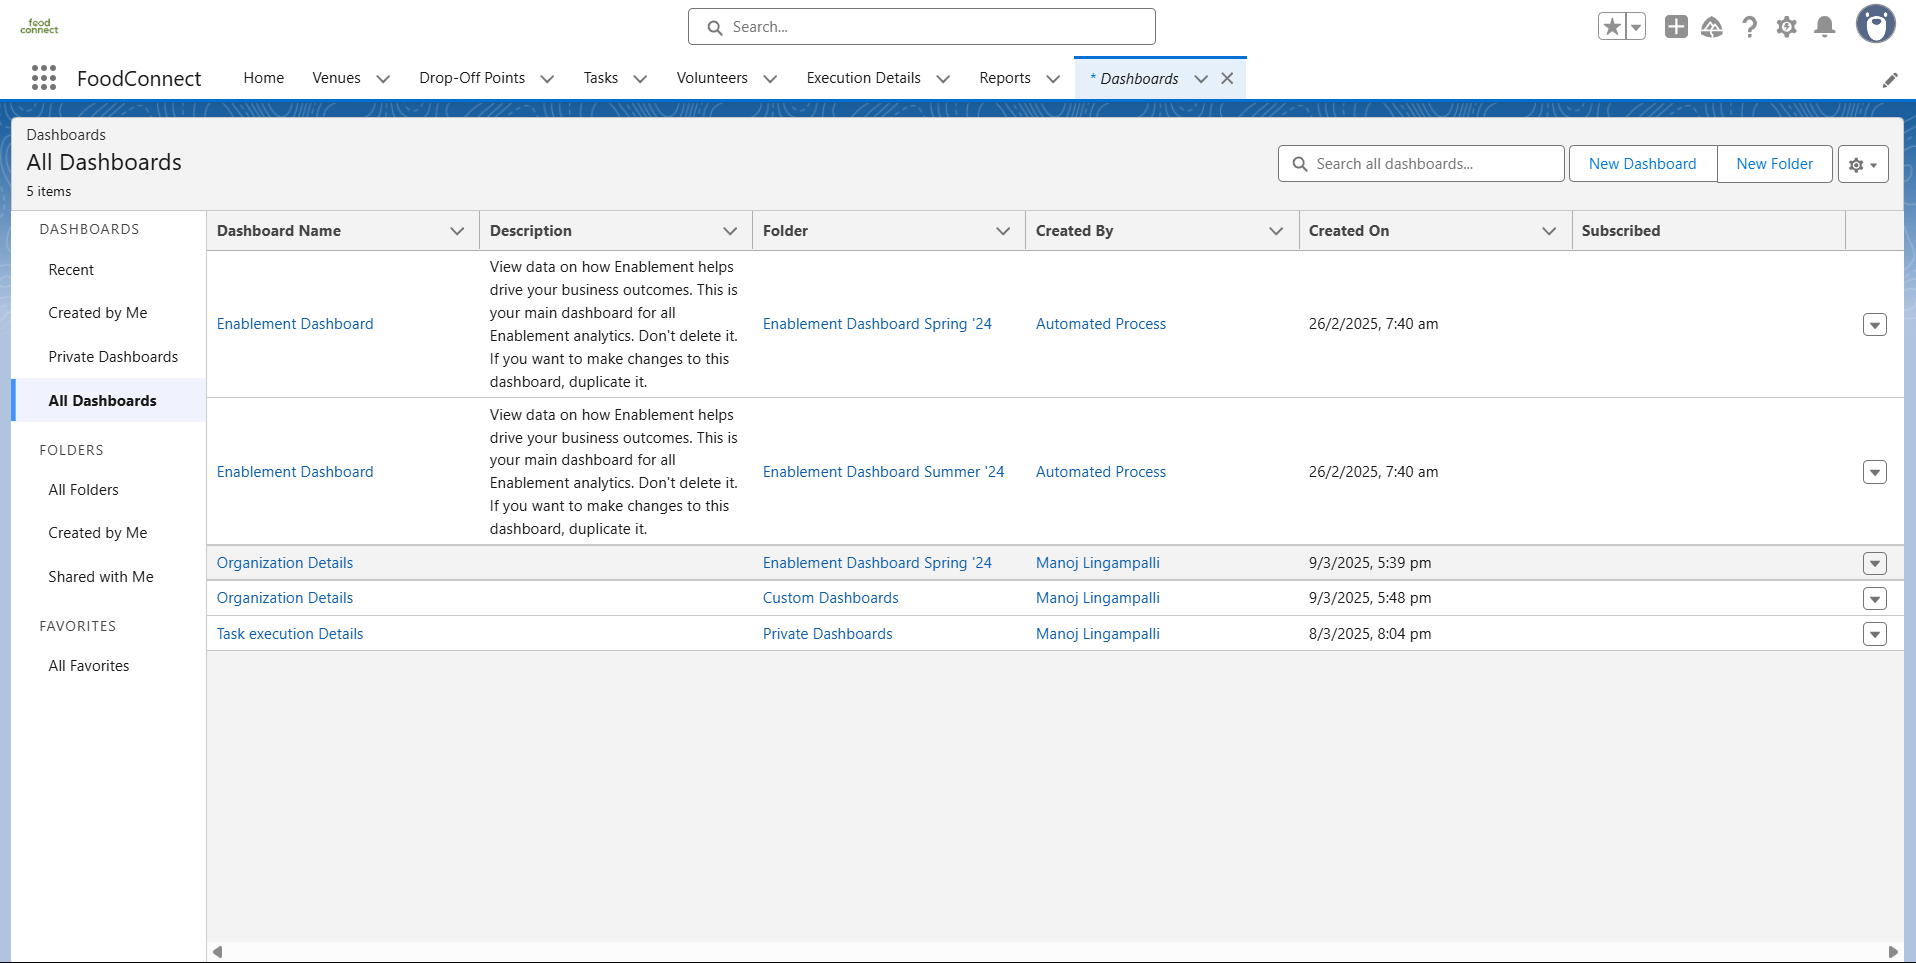 food
connect
Search...
FoodConnect
Home
Venues
Drop-Off Points
Tasks
Volunteers
Execution Details
Reports
* Dashboards
Dashboards
All Dashboards
5 items
Search all dashboards...
New Dashboard
New Folder
DASHBOARDS
Recent
Created by Me
Private Dashboards
All Dashboards
FOLDERS
All Folders
Created by Me
Shared with Me
FAVORITES
All Favorites
Dashboard Name
Description
Folder
Created By
Created On
Subscribed
Enablement Dashboard
View data on how Enablement helps
drive your business outcomes. This is
your main dashboard for all
Enablement analytics. Don't delete it.
If you want to make changes to this
dashboard, duplicate it.
Enablement Dashboard Spring '24
Automated Process
26/2/2025, 7:40 am
Enablement Dashboard
View data on how Enablement helps
drive your business outcomes. This is
your main dashboard for all
Enablement analytics. Don't delete it.
If you want to make changes to this
dashboard, duplicate it.
Enablement Dashboard Summer '24
Automated Process
26/2/2025, 7:40 am
Organization Details
Enablement Dashboard Spring '24
Manoj Lingampalli
9/3/2025, 5:39 pm
Organization Details
Custom Dashboards
Manoj Lingampalli
9/3/2025, 5:48 pm
Task execution Details
Private Dashboards
Manoj Lingampalli
8/3/2025, 8:04 pm